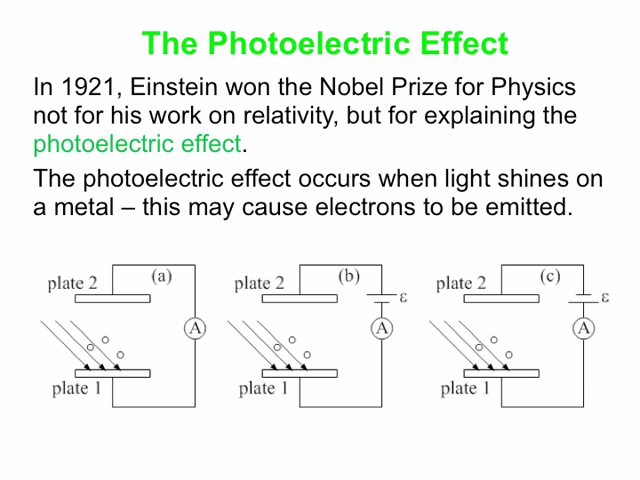 The Photoelectric Effect
In 1921, Einstein won the Nobel Prize for Physics
not for his work on relativity, but for explaining the
photoelectric effect.
The photoelectric effect occurs when light shines on
a metal – this may cause electrons to be emitted.
plate 2
(a)
A
plate 1
plate 2
(b)
ε
A
plate 1
plate 2
(c)
ε
A
plate 1